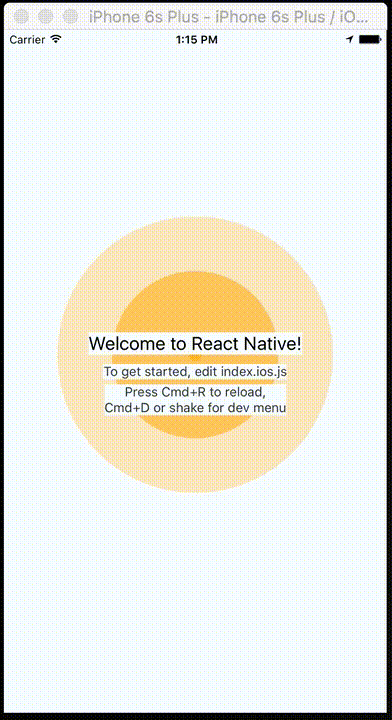 iPhone 6s Plus - iPhone 6s Plus / iO...
Carrier 1:15 PM
Welcome to React Native!
To get started, edit index.ios.js
Press Cmd+R to reload,
Cmd+D or shake for dev menu